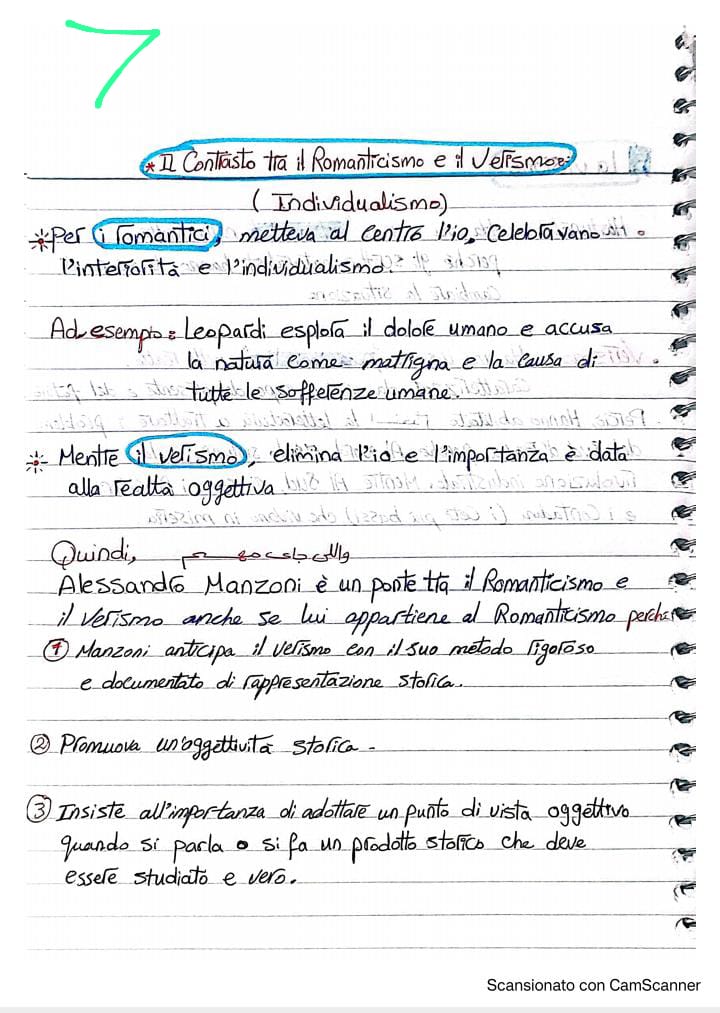 7
* Il Contrasto tra il Romanticismo e il Verismo:
( Individualismo)
Per i romantici, metteva al centro l'io, Celebravano
l'interiorità e l'individualismo.
Ad esempio: Leopardi esplora il dolore umano e accusa
la natura come matrigna e la causa di
tutte le sofferenze umane.
Mentre il verismo, elimina l'io e l'importanza è data
alla realtà oggettiva.
Quindi,
Alessandro Manzoni è un ponte tra il Romanticismo e
il verismo anche se lui appartiene al Romanticismo perchè
① Manzoni anticipa il verismo con il suo metodo rigoroso
e documentato di rappresentazione storica.
② Promuova un'oggettività storica -
③ Insiste all'importanza di adottare un punto di vista oggettivo
quando si parla o si fa un prodotto storico che deve
essere studiato e vero.
Scansionato con CamScanner